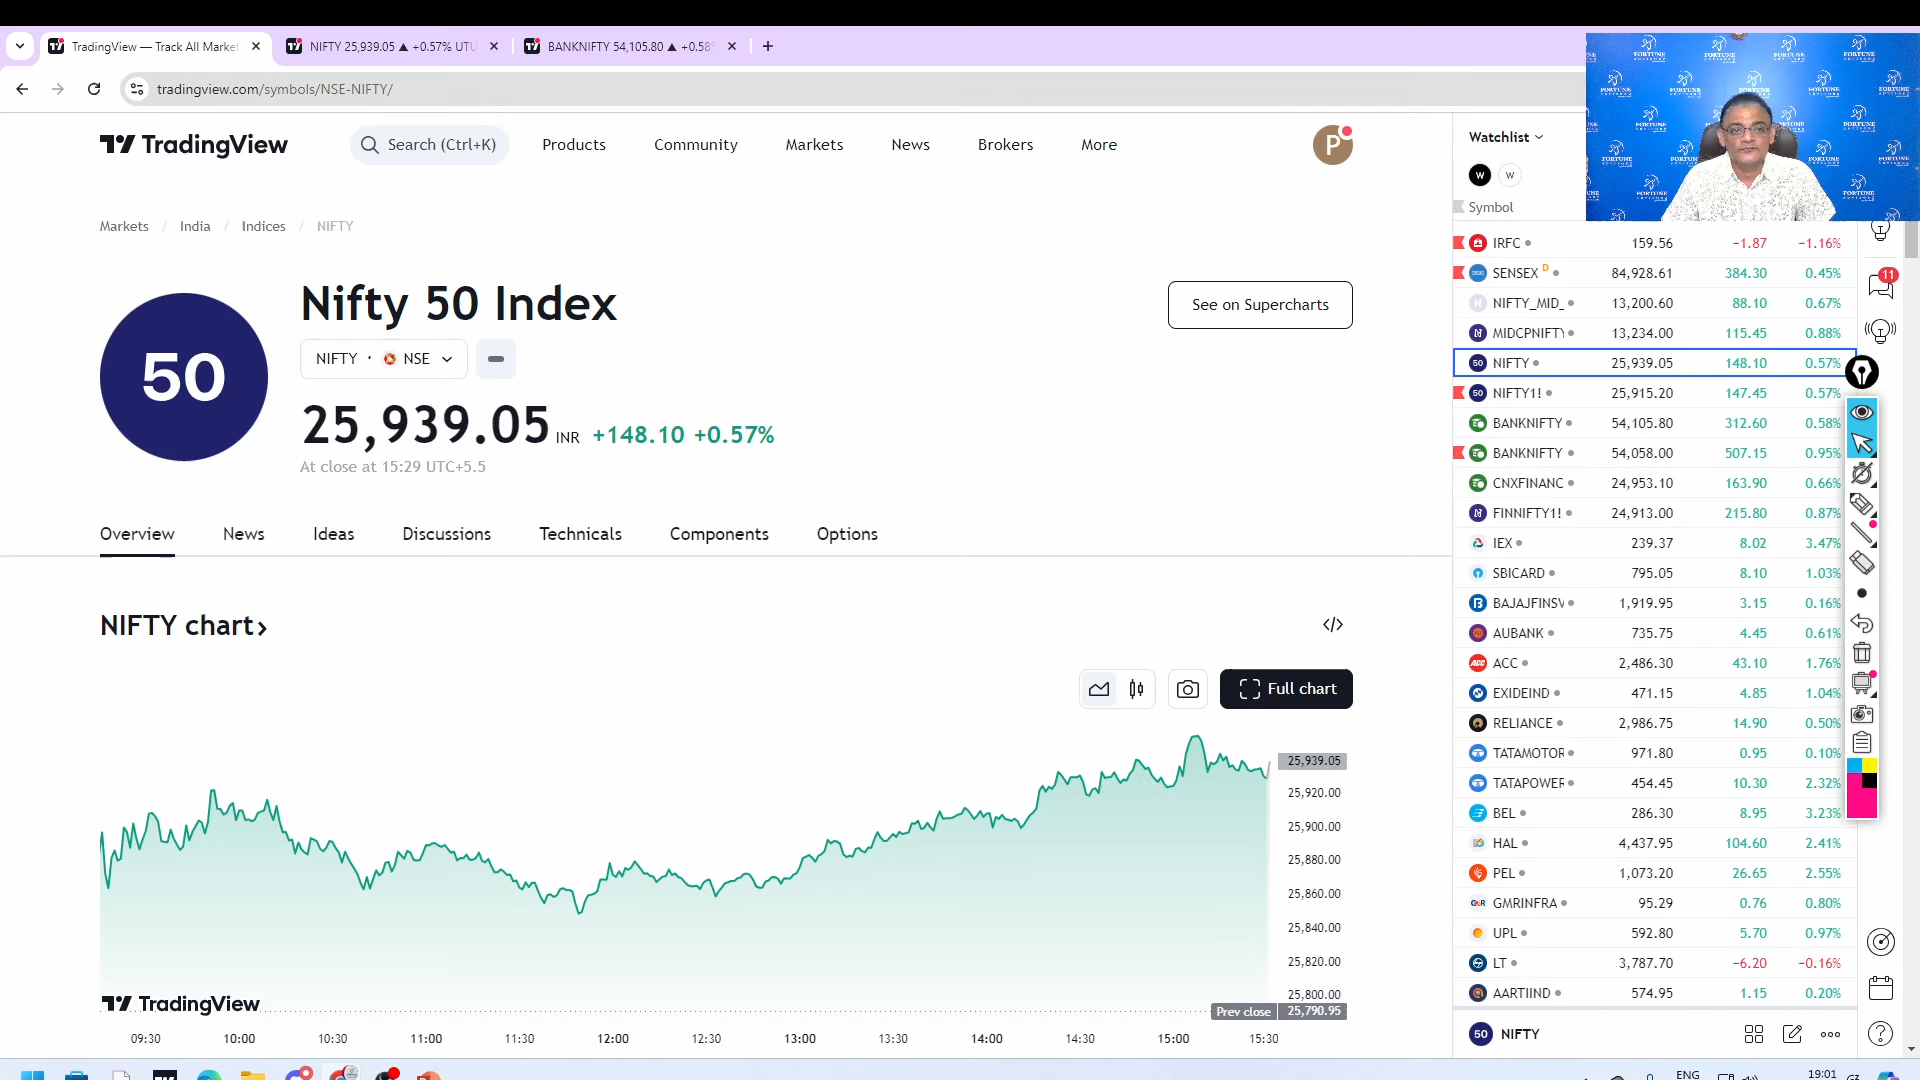 TradingView — Track All Marke
NIFTY 25,939.05 ▲ +0.57% UTU
BANKNIFTY 54,105.80 ▲ +0.58
tradingview.com/symbols/NSE-NIFTY/
TradingView
Search (Ctrl+K)
Products
Community
Markets
News
Brokers
More
P
Markets / India / Indices / NIFTY
50
Nifty 50 Index
See on Supercharts
NIFTY · NSE
25,939.05 INR +148.10 +0.57%
At close at 15:29 UTC+5.5
Overview
News
Ideas
Discussions
Technicals
Components
Options
NIFTY chart ›
Full chart
25,939.05
25,920.00
25,900.00
25,880.00
25,860.00
25,840.00
25,820.00
25,800.00
Prev close 25,790.95
TradingView
09:30 10:00 10:30 11:00 11:30 12:00 12:30 13:00 13:30 14:00 14:30 15:00 15:30
Watchlist
W W
Symbol
IRFC 159.56 −1.87 −1.16%
SENSEX D 84,928.61 384.30 0.45%
NIFTY_MID_ 13,200.60 88.10 0.67%
MIDCPNIFTY 13,234.00 115.45 0.88%
50 NIFTY 25,939.05 148.10 0.57%
50 NIFTY1! 25,915.20 147.45 0.57%
BANKNIFTY 54,105.80 312.60 0.58%
BANKNIFTY 54,058.00 507.15 0.95%
CNXFINANC 24,953.10 163.90 0.66%
FINNIFTY1! 24,913.00 215.80 0.87%
IEX 239.37 8.02 3.47%
SBICARD 795.05 8.10 1.03%
BAJAJFINSV 1,919.95 3.15 0.16%
AUBANK 735.75 4.45 0.61%
ACC 2,486.30 43.10 1.76%
EXIDEIND 471.15 4.85 1.04%
RELIANCE 2,986.75 14.90 0.50%
TATAMOTOR 971.80 0.95 0.10%
TATAPOWER 454.45 10.30 2.32%
BEL 286.30 8.95 3.23%
HAL 4,437.95 104.60 2.41%
PEL 1,073.20 26.65 2.55%
GMRINFRA 95.29 0.76 0.80%
UPL 592.80 5.70 0.97%
LT 3,787.70 −6.20 −0.16%
AARTIIND 574.95 1.15 0.20%
50 NIFTY
11
FORTUNE
ENG
19:01